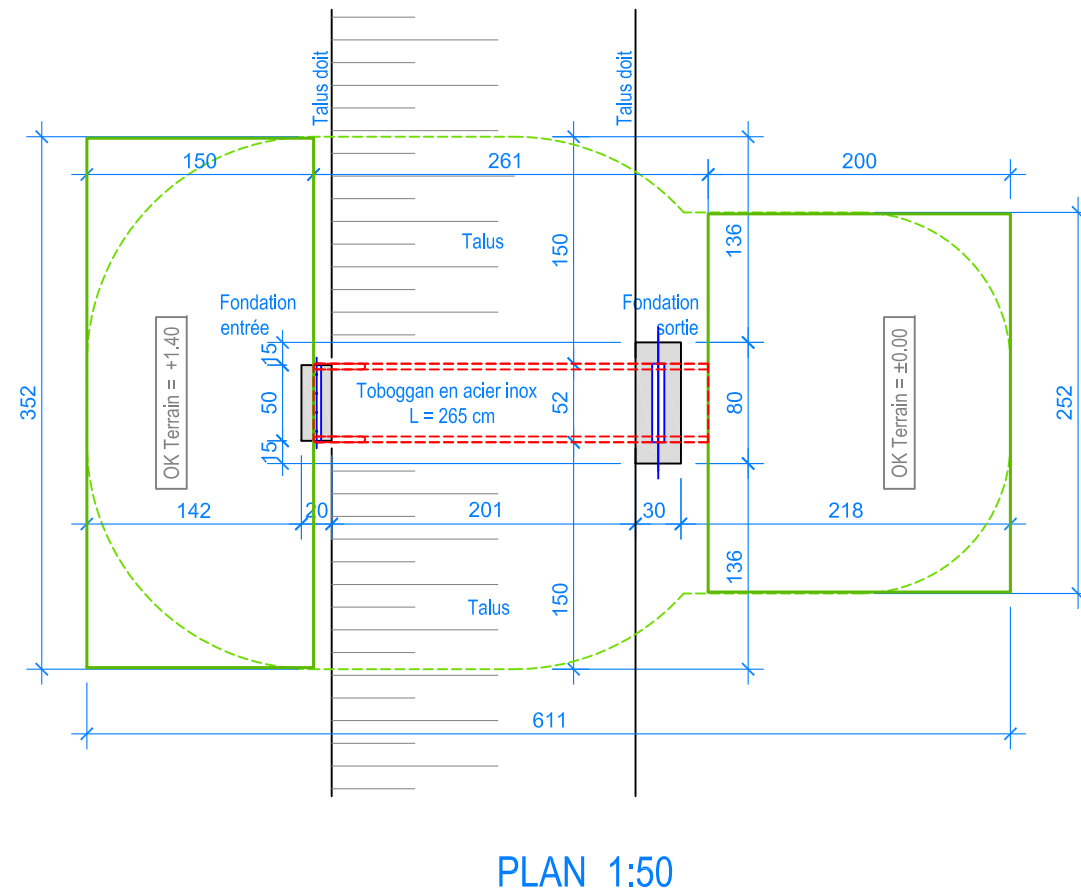 Talus doit
Talus doit
150
261
200
Talus
150
136
Fondation
entrée
Fondation
sortie
15
OK Terrain = +1.40
OK Terrain = ±0.00
352
50
Toboggan en acier inox
L = 265 cm
52
80
252
15
142
20
201
30
218
136
Talus
150
611
PLAN 1:50